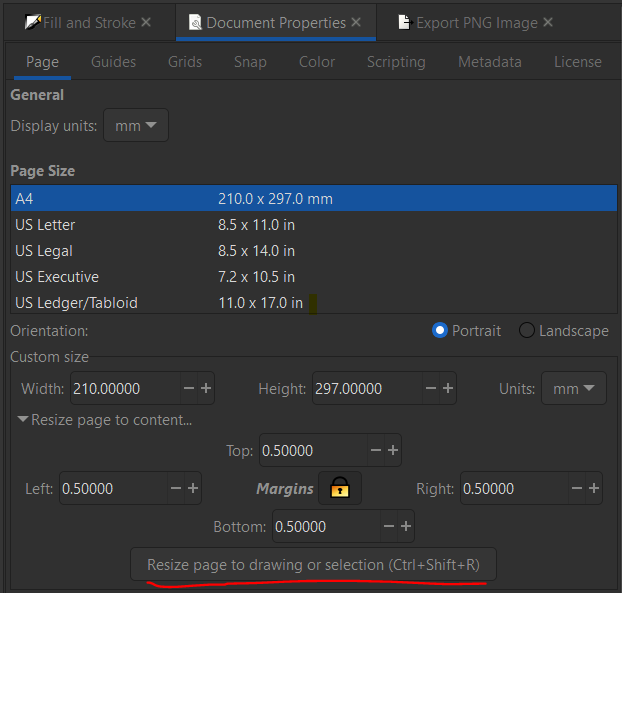 Fill and Stroke Document Properties Export PNG Image
Page Guides Grids Snap Color Scripting Metadata License
General
Display units: mm
Page Size
A4 210.0 x 297.0 mm
US Letter 8.5 x 11.0 in
US Legal 8.5 x 14.0 in
US Executive 7.2 x 10.5 in
US Ledger/Tabloid 11.0 x 17.0 in
Orientation: Portrait Landscape
Custom size
Width: 210.00000 Height: 297.00000 Units: mm
Resize page to content...
Top: 0.50000
Left: 0.50000 Margins Right: 0.50000
Bottom: 0.50000
Resize page to drawing or selection (Ctrl+Shift+R)